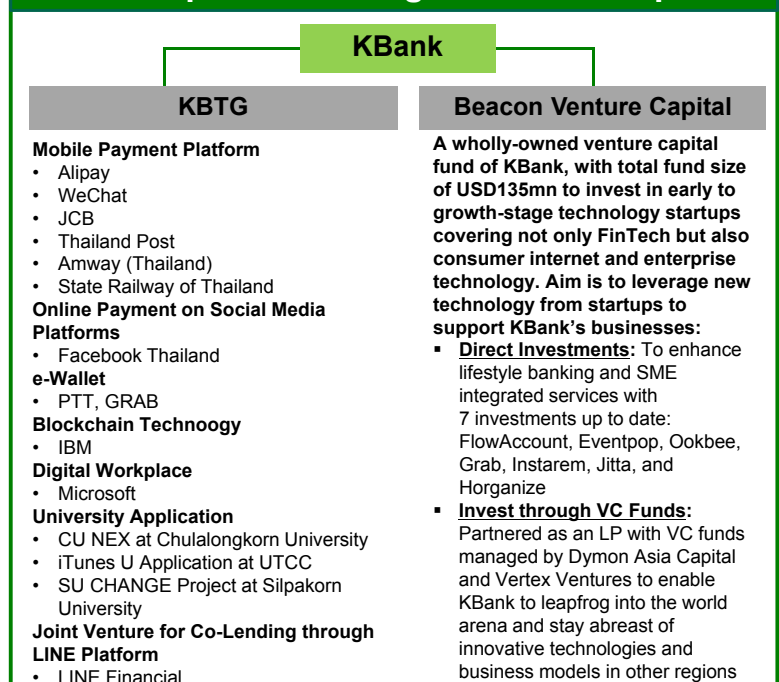 KBank
KBTG
Mobile Payment Platform
• Alipay
• WeChat
• JCB
• Thailand Post
• Amway (Thailand)
• State Railway of Thailand
Online Payment on Social Media
Platforms
• Facebook Thailand
e-Wallet
• PTT, GRAB
Blockchain Technoogy
• IBM
Digital Workplace
• Microsoft
University Application
• CU NEX at Chulalongkorn University
• iTunes U Application at UTCC
• SU CHANGE Project at Silpakorn
University
Joint Venture for Co-Lending through
LINE Platform
• LINE Financial
Beacon Venture Capital
A wholly-owned venture capital
fund of KBank, with total fund size
of USD135mn to invest in early to
growth-stage technology startups
covering not only FinTech but also
consumer internet and enterprise
technology. Aim is to leverage new
technology from startups to
support KBank's businesses:
▪ Direct Investments: To enhance
lifestyle banking and SME
integrated services with
7 investments up to date:
FlowAccount, Eventpop, Ookbee,
Grab, Instarem, Jitta, and
Horganize
▪ Invest through VC Funds:
Partnered as an LP with VC funds
managed by Dymon Asia Capital
and Vertex Ventures to enable
KBank to leapfrog into the world
arena and stay abreast of
innovative technologies and
business models in other regions